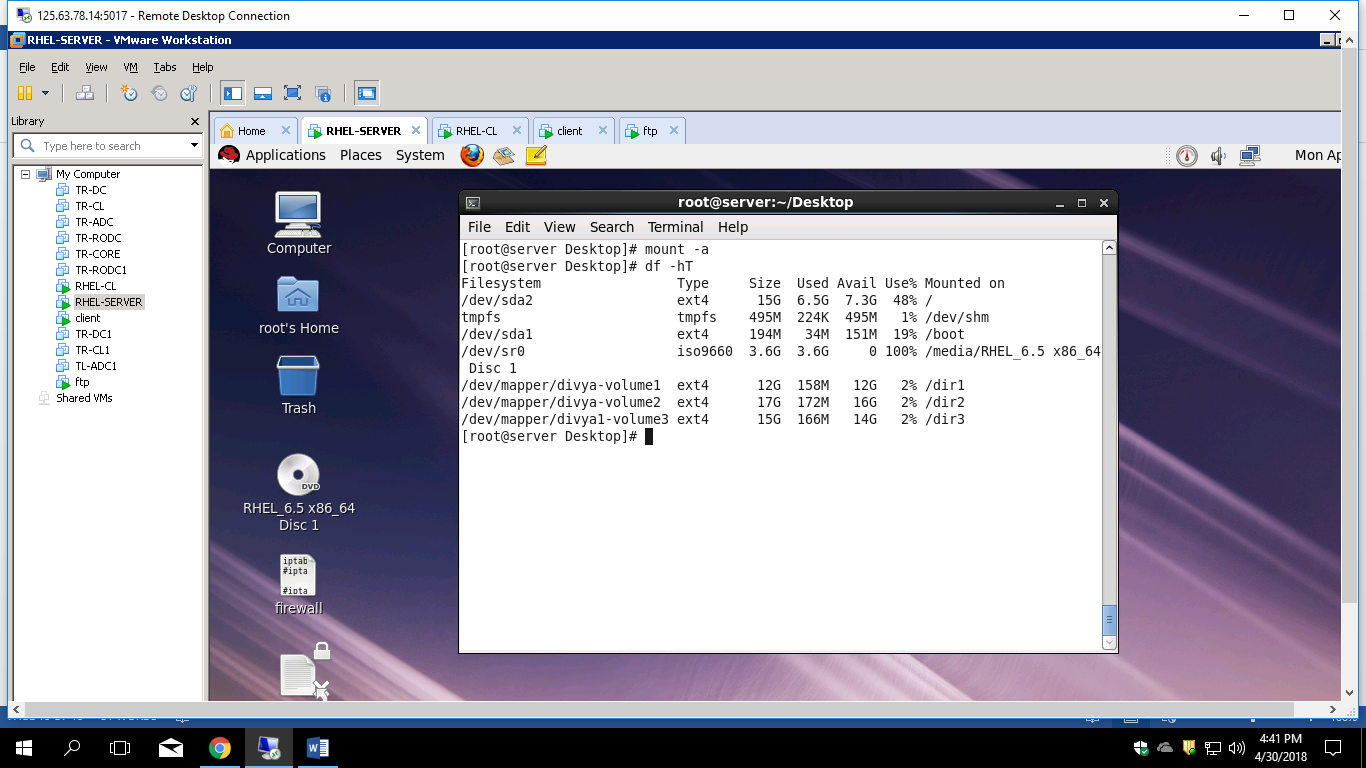 125.63.78.14:5017 - Remote Desktop Connection
RHEL-SERVER - VMware Workstation
File Edit View VM Tabs Help
Library
Type here to search
My Computer
TR-DC
TR-CL
TR-ADC
TR-RODC
TR-CORE
TR-RODC1
RHEL-CL
RHEL-SERVER
client
TR-DC1
TR-CL1
TL-ADC1
ftp
Shared VMs
Home RHEL-SERVER RHEL-CL client ftp
Applications Places System Mon Ap
Computer
root's Home
Trash
DVD
RHEL_6.5 x86_64
Disc 1
iptab
#ipta
#ipta
firewall
root@server:~/Desktop
File Edit View Search Terminal Help
[root@server Desktop]# mount -a
[root@server Desktop]# df -hT
Filesystem Type Size Used Avail Use% Mounted on
/dev/sda2 ext4 15G 6.5G 7.3G 48% /
tmpfs tmpfs 495M 224K 495M 1% /dev/shm
/dev/sda1 ext4 194M 34M 151M 19% /boot
/dev/sr0 iso9660 3.6G 3.6G 0 100% /media/RHEL_6.5 x86_64
Disc 1
/dev/mapper/divya-volume1 ext4 12G 158M 12G 2% /dir1
/dev/mapper/divya-volume2 ext4 17G 172M 16G 2% /dir2
/dev/mapper/divya1-volume3 ext4 15G 166M 14G 2% /dir3
[root@server Desktop]#
4:41 PM
4/30/2018